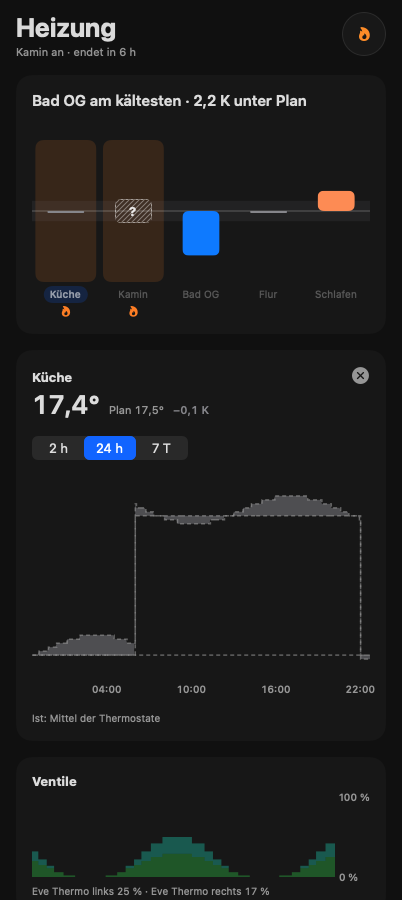 Heizung
Kamin an · endet in 6 h
Bad OG am kältesten · 2,2 K unter Plan
?
Küche Kamin Bad OG Flur Schlafen
Küche
17,4° Plan 17,5° −0,1 K
2 h 24 h 7 T
04:00 10:00 16:00 22:00
Ist: Mittel der Thermostate
Ventile
100 %
0 %
Eve Thermo links 25 % · Eve Thermo rechts 17 %